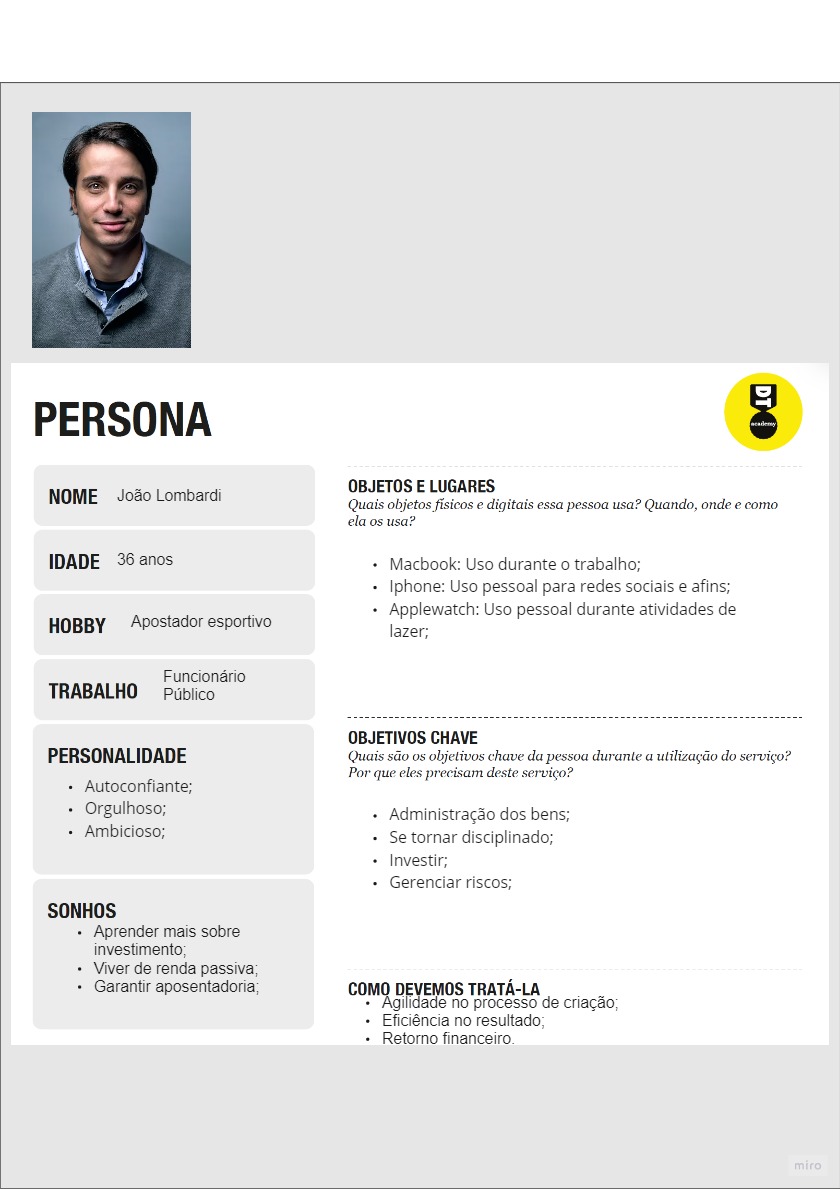 PERSONA
DT
academy
NOME João Lombardi
IDADE 36 anos
HOBBY Apostador esportivo
TRABALHO Funcionário
Público
PERSONALIDADE
• Autoconfiante;
• Orgulhoso;
• Ambicioso;
SONHOS
• Aprender mais sobre
investimento;
• Viver de renda passiva;
• Garantir aposentadoria;
OBJETOS E LUGARES
Quais objetos físicos e digitais essa pessoa usa? Quando, onde e como
ela os usa?
• Macbook: Uso durante o trabalho;
• Iphone: Uso pessoal para redes sociais e afins;
• Applewatch: Uso pessoal durante atividades de
lazer;
OBJETIVOS CHAVE
Quais são os objetivos chave da pessoa durante a utilização do serviço?
Por que eles precisam deste serviço?
• Administração dos bens;
• Se tornar disciplinado;
• Investir;
• Gerenciar riscos;
COMO DEVEMOS TRATÁ-LA
• Agilidade no processo de criação;
• Eficiência no resultado;
• Retorno financeiro.
miro